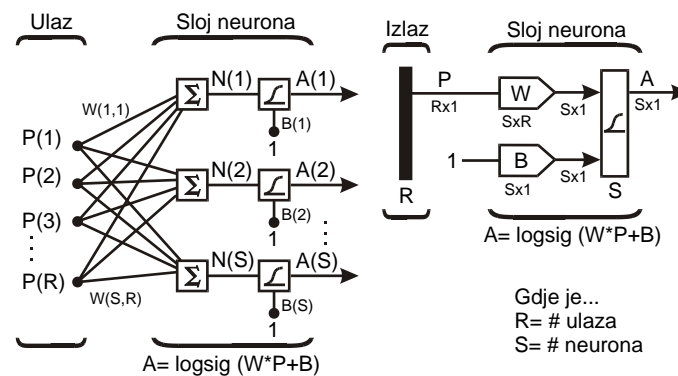 Ulaz
Sloj neurona
N(1) A(1)
W(1,1)
Σ
B(1)
1
P(1)
P(2)
P(3)
P(R)
N(2) A(2)
Σ
B(2)
1
N(S) A(S)
Σ
B(S)
1
W(S,R)
A= logsig (W*P+B)
Izlaz
Sloj neurona
P
Rx1
W
SxR
Sx1
A
Sx1
1
B
Sx1
Sx1
R
S
A= logsig (W*P+B)
Gdje je...
R= # ulaza
S= # neurona